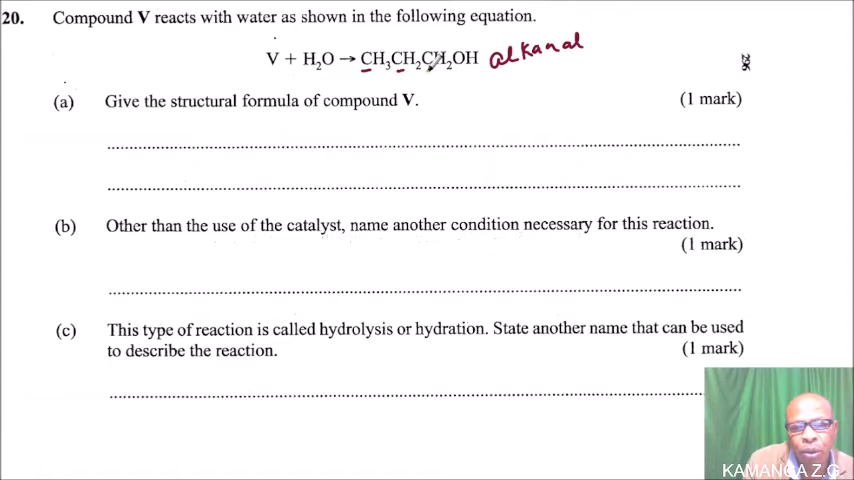 20. Compound V reacts with water as shown in the following equation.
V + H₂O → CH₃CH₂CH₂OH alkanal
(a) Give the structural formula of compound V. (1 mark)
(b) Other than the use of the catalyst, name another condition necessary for this reaction.
(1 mark)
(c) This type of reaction is called hydrolysis or hydration. State another name that can be used
to describe the reaction. (1 mark)
KAMANGA Z.G